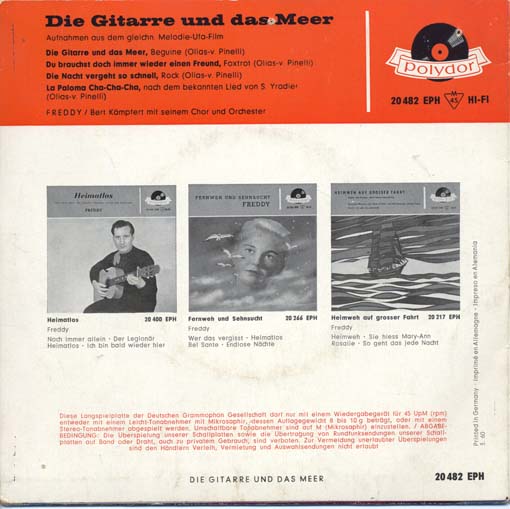 Die Gitarre und das Meer
Aufnahmen aus dem gleichn. Melodie-Ufa-Film
Die Gitarre und das Meer, Beguine (Olias-v. Pinelli)
Du brauchst doch immer wieder einen Freund, Foxtrot (Olias-v. Pinelli)
Die Nacht vergeht so schnell, Rock (Olias-v. Pinelli)
La Paloma Cha-Cha-Cha, nach dem bekannten Lied von S. Yradier
(Olias-v. Pinelli)
FREDDY / Bert Kämpfert mit seinem Chor und Orchester
polydor
20 482 EPH M 45 HI-FI
Heimatlos
FREDDY
FERNWEH UND SEHNSUCHT
FREDDY
HEIMWEH AUF GROSSER FAHRT
Heimatlos 20 400 EPH
Freddy
Noch immer allein · Der Legionär
Heimatlos · Ich bin bald wieder hier
Fernweh und Sehnsucht 20 266 EPH
Freddy
Wer das vergisst · Heimatlos
Bel Sante · Endlose Nächte
Heimweh auf grosser Fahrt 20 217 EPH
Freddy
Heimweh · Sie hiess Mary-Ann
Rosalie · So geht das jede Nacht
Diese Langspielplatte der Deutschen Grammophon Gesellschaft darf nur mit einem Wiedergabegerät für 45 UpM (rpm)
entweder mit einem Leicht-Tonabnehmer mit Mikrosaphir, dessen Auflagegewicht 8 bis 10 g beträgt, oder mit einem
Stereo-Tonabnehmer abgespielt werden. Umschaltbare Tonabnehmer sind auf M (Mikrosaphir) einzustellen. / ABGABE-
BEDINGUNG: Die Überspielung unserer Schallplatten sowie die Übertragung von Rundfunksendungen unserer Schall-
platten auf Band oder Draht, auch zu privatem Gebrauch, sind verboten. Zur Vermeidung unerlaubter Überspielungen
sind den Händlern Verleih, Vermietung und Auswahlsendungen nicht erlaubt
Printed in Germany · Imprimé en Allemagne · Impreso en Alemania
5. 60
DIE GITARRE UND DAS MEER
20 482 EPH